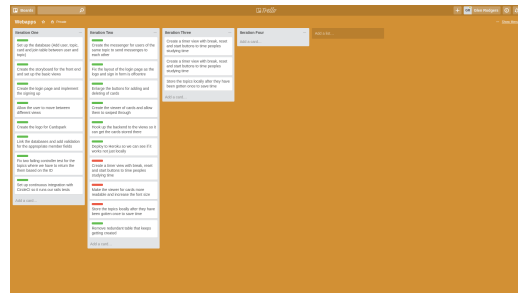 Boards
Trello
Webapps
Private
Iteration One
Set up the database (Add user, topic,
card and join table between user and
topic)
Create the storyboard for the front end
and set up the basic views
Create the login page and implement
the signing up
Allow the user to move between
different views
Create the logo for Cardspark
Link the databases and add validation
for the appropriate member fields
Fix two failing controller test for the
topics where we have to return the
from based on the ID
Set up continuous integration with
CircleCI so it runs our rails tests
Add a card...
Iteration Two
Create the messenger for users of the
same topic to send messages to
each other
Fix the layout of the logo page as the
logo and sign in form is offscreen
Enlarge the buttons for adding and
deleting of cards
Create the viewer of cards and allow
them to swiped through
Hook up the backend to the views so it
can get the cards stored there
Deploy to Heroku so we can see if it
works not just locally
Create a timer view with break, reset
and start buttons to time peoples
studying time
Make the viewer for cards more
readable and increase the font size
Store the topics locally after they have
been gotten once to save time
Remove redundant table that keeps
getting created
Add a card...
Iteration Three
Create a timer view with break, reset
and start buttons to time peoples
studying time
Create a timer view with break, reset
and start buttons to time peoples
studying time
Store the topics locally after they have
been gotten once to save time
Add a card...
Iteration Four
Add a card...
Add a list...